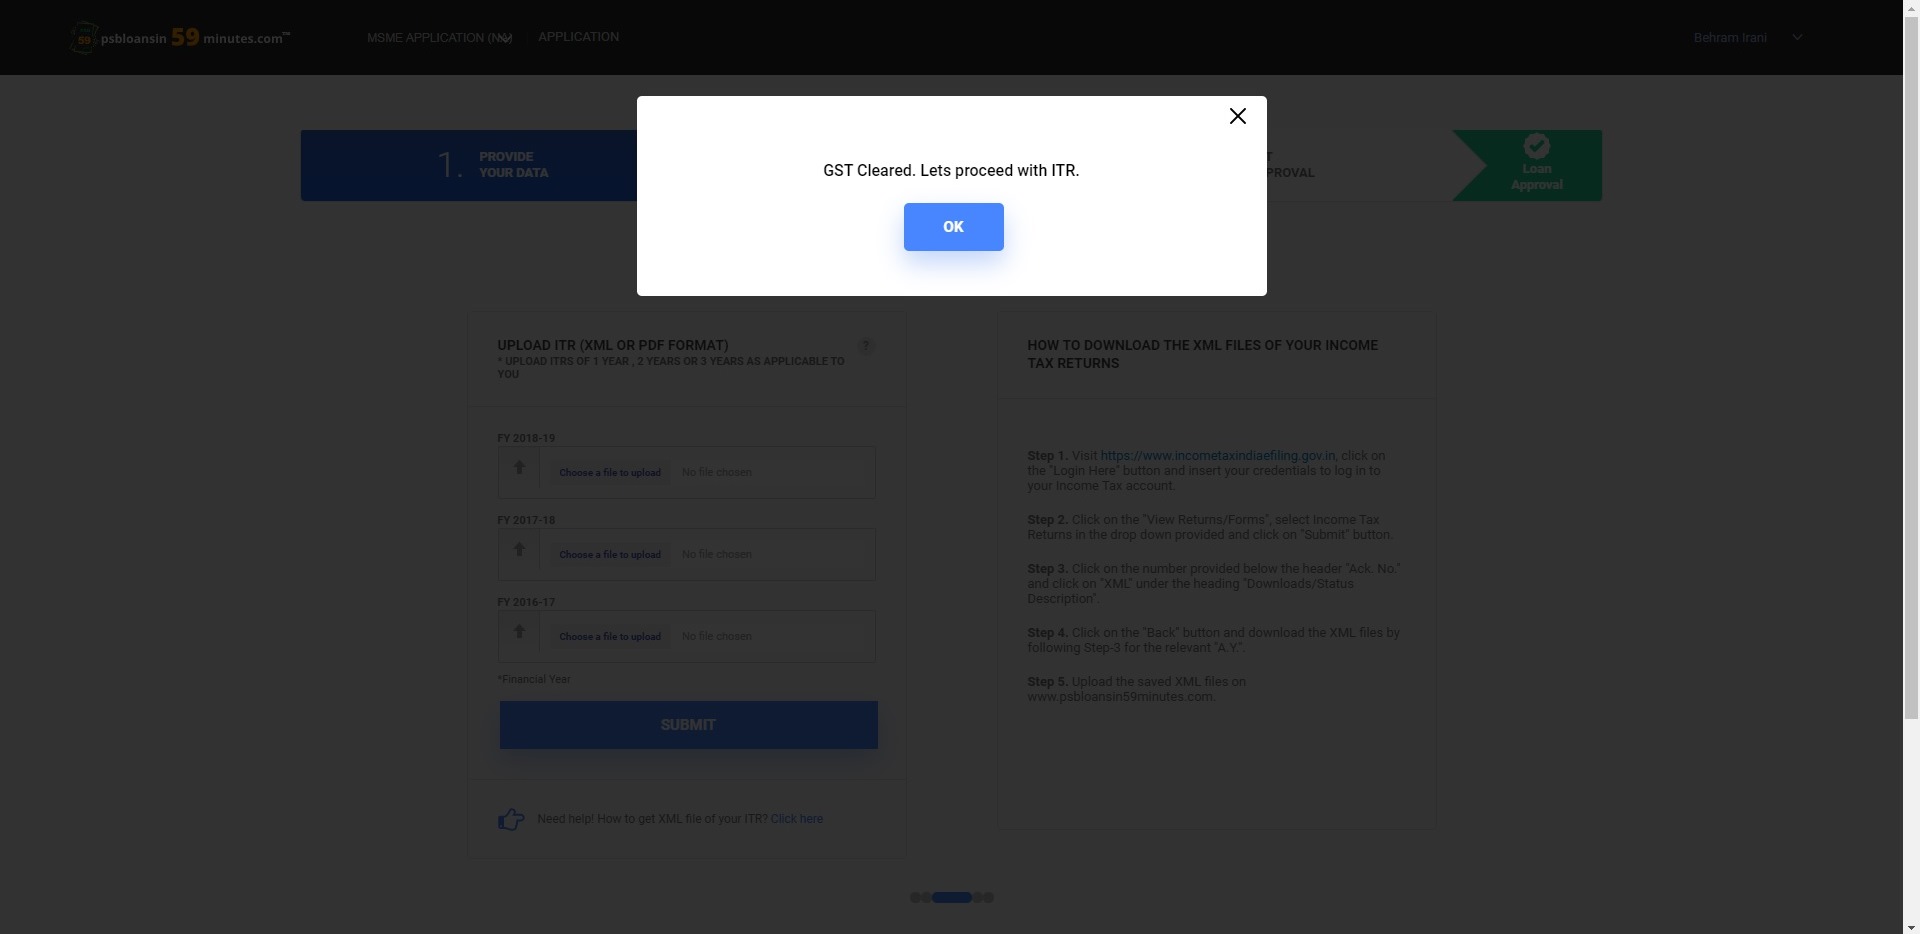 psbloansin 59 minutes.com™
MSME APPLICATION
APPLICATION
Behram Irani
GST Cleared. Lets proceed with ITR.
OK
1. PROVIDE
YOUR DATA
T
PROVAL
Loan
Approval
UPLOAD ITR (XML OR PDF FORMAT)
?
* UPLOAD ITRS OF 1 YEAR , 2 YEARS OR 3 YEARS AS APPLICABLE TO
YOU
FY 2018-19
Choose a file to upload No file chosen
FY 2017-18
Choose a file to upload No file chosen
FY 2016-17
Choose a file to upload No file chosen
*Financial Year
SUBMIT
Need help! How to get XML file of your ITR? Click here
HOW TO DOWNLOAD THE XML FILES OF YOUR INCOME
TAX RETURNS
Step 1. Visit https://www.incometaxindiaefiling.gov.in, click on
the "Login Here" button and insert your credentials to log in to
your Income Tax account.
Step 2. Click on the "View Returns/Forms", select Income Tax
Returns in the drop down provided and click on "Submit" button.
Step 3. Click on the number provided below the header "Ack. No."
and click on "XML" under the heading "Downloads/Status
Description".
Step 4. Click on the "Back" button and download the XML files by
following Step-3 for the relevant "A.Y.".
Step 5. Upload the saved XML files on
www.psbloansin59minutes.com.